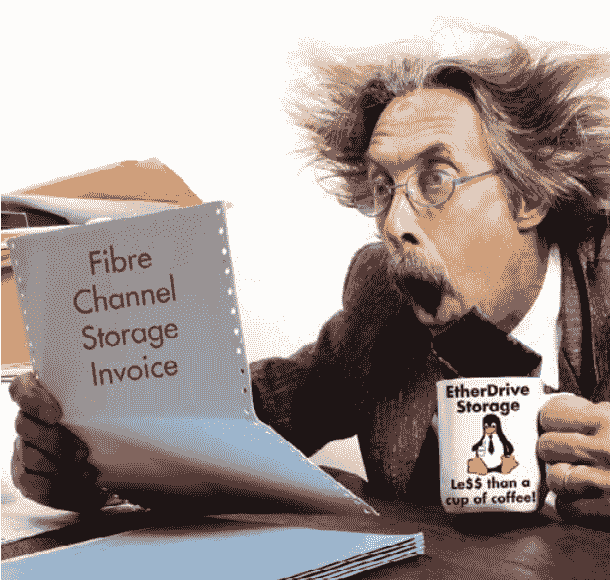 Fibre
Channel
Storage
Invoice
EtherDrive
Storage
Le$$ than a
cup of coffee!